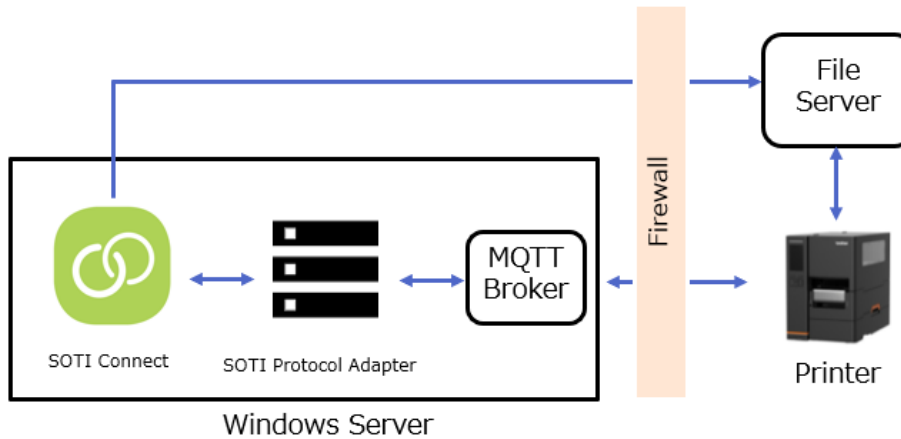 File
Server
Firewall
MQTT
Broker
SOTI Connect
SOTI Protocol Adapter
Printer
Windows Server